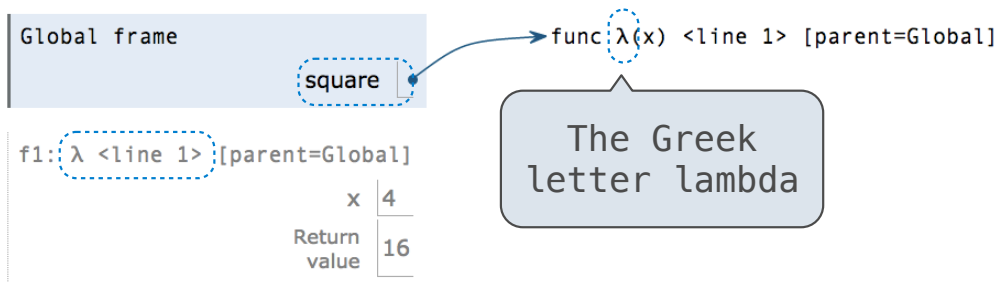 Global frame
square
func λ(x) <line 1> [parent=Global]
The Greek
letter lambda
f1: λ <line 1> [parent=Global]
x 4
Return
value 16